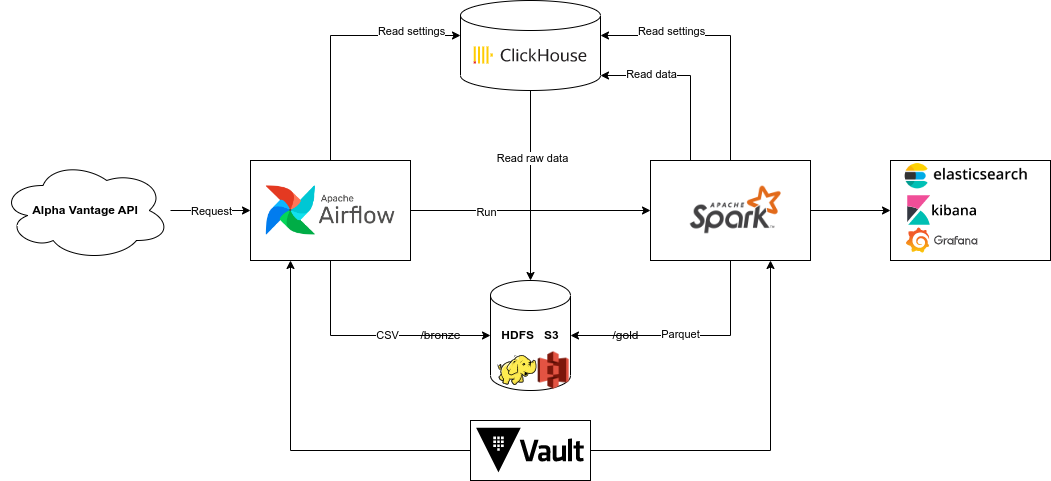 Read settings
Read settings
ClickHouse
Read data
Read raw data
Alpha Vantage API
Request
Apache
Airflow
Run
APACHE
Spark
TM
elasticsearch
kibana
Grafana
CSV
/bronze
HDFS S3
/gold
Parquet
Vault